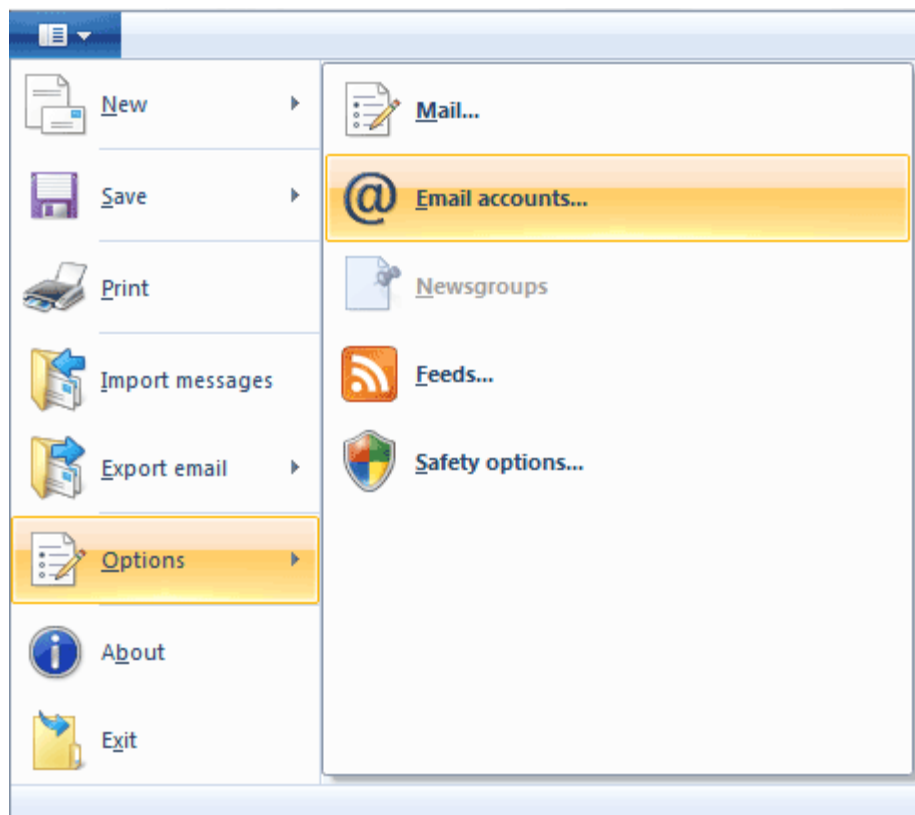 New
Save
Print
Import messages
Export email
Options
About
Exit
Mail...
@
Email accounts...
Newsgroups
Feeds...
Safety options...